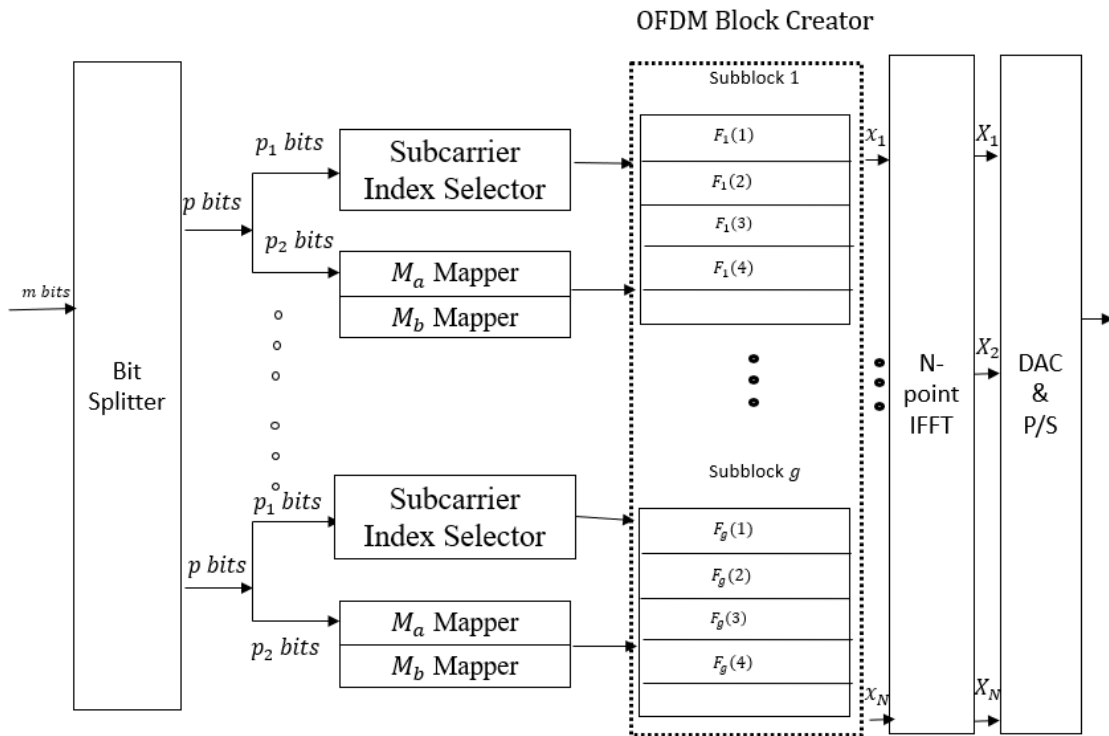 OFDM Block Creator
m bits
Bit
Splitter
p bits
p₁ bits
p₂ bits
Subcarrier
Index Selector
Mₐ Mapper
M_b Mapper
p bits
p₁ bits
p₂ bits
Subcarrier
Index Selector
Mₐ Mapper
M_b Mapper
Subblock 1
F₁(1)
F₁(2)
F₁(3)
F₁(4)
Subblock g
F_g(1)
F_g(2)
F_g(3)
F_g(4)
x₁
x_N
N-
point
IFFT
X₁
X₂
X_N
DAC
&
P/S